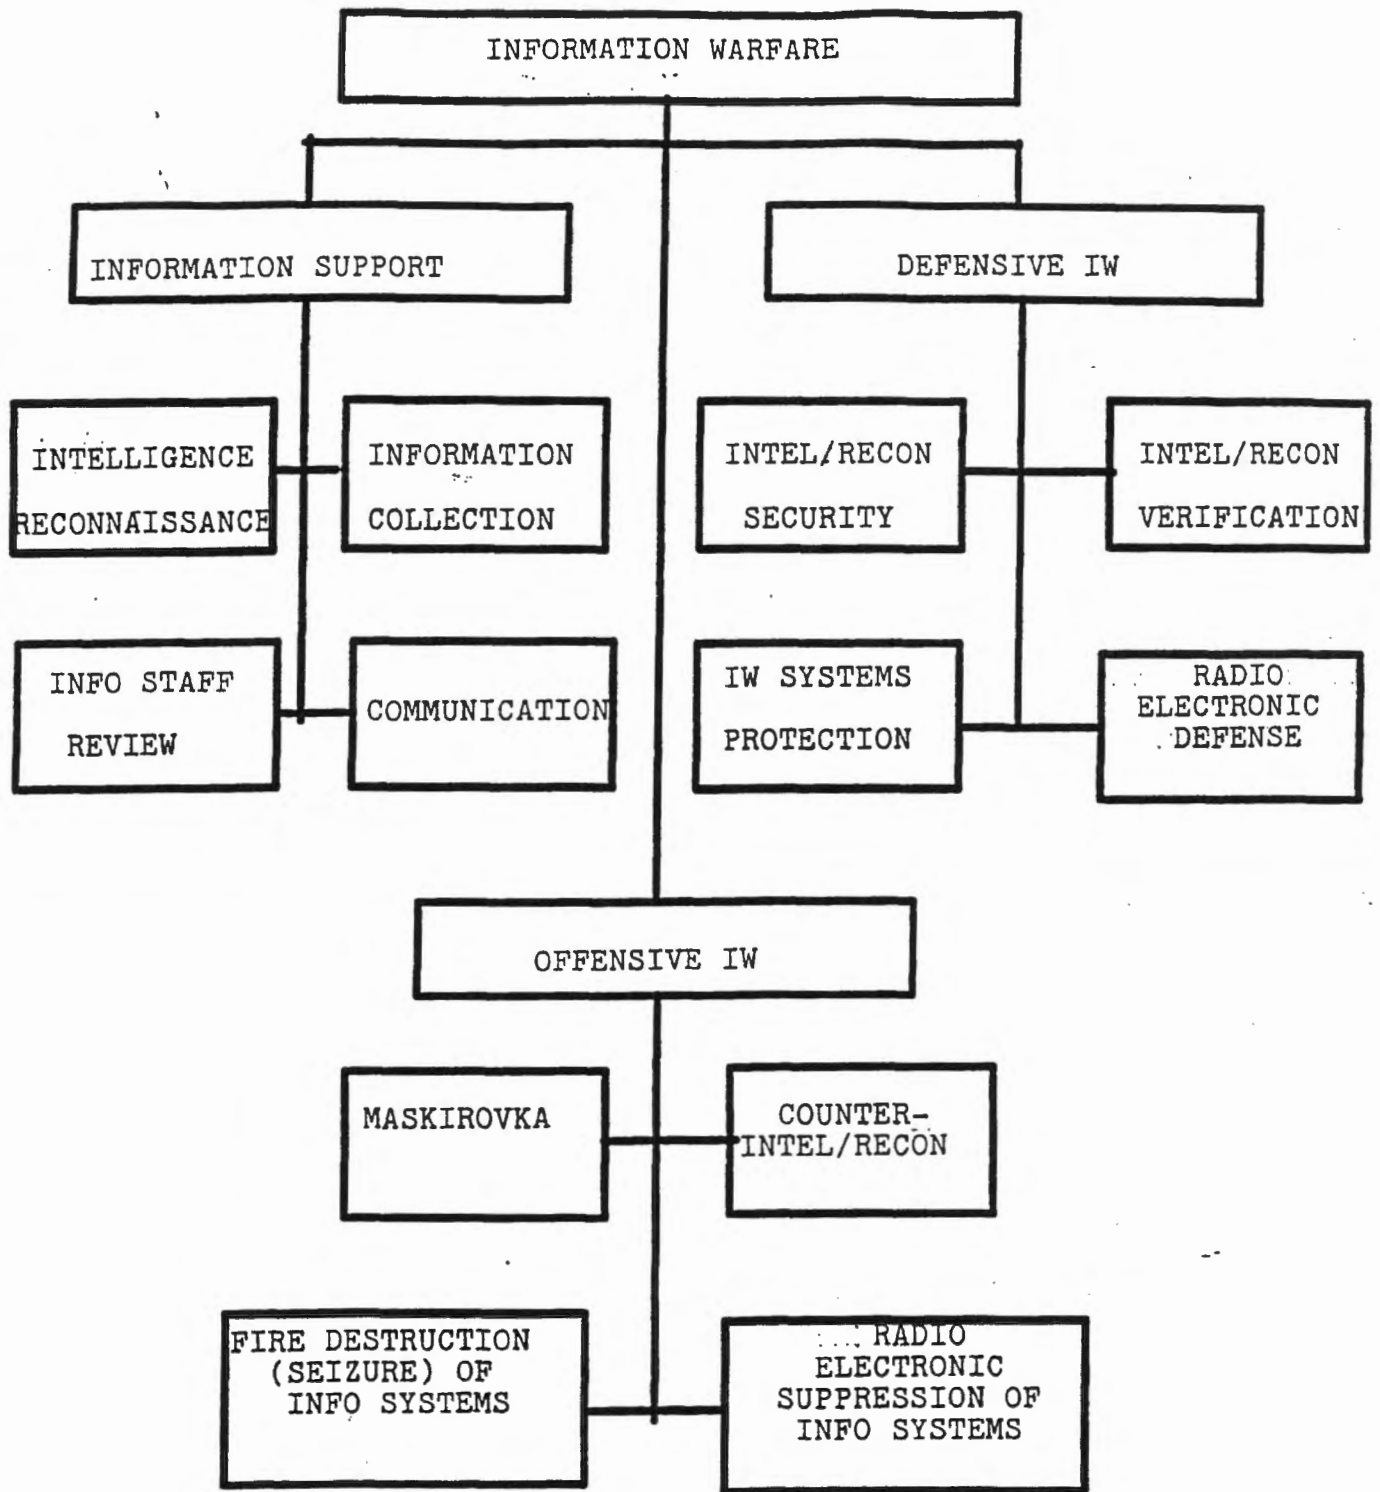 INFORMATION WARFARE
INFORMATION SUPPORT
DEFENSIVE IW
INTELLIGENCE
RECONNAISSANCE
INFORMATION
COLLECTION
INTEL/RECON
SECURITY
INTEL/RECON
VERIFICATION
INFO STAFF
REVIEW
COMMUNICATION
IW SYSTEMS
PROTECTION
RADIO
ELECTRONIC
DEFENSE
OFFENSIVE IW
MASKIROVKA
COUNTER-
INTEL/RECON
FIRE DESTRUCTION
(SEIZURE) OF
INFO SYSTEMS
RADIO
ELECTRONIC
SUPPRESSION OF
INFO SYSTEMS